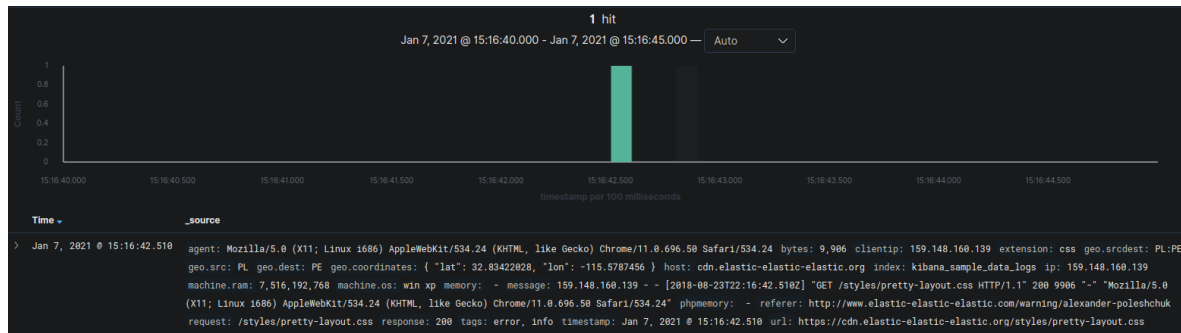 1 hit
Jan 7, 2021 @ 15:16:40.000 - Jan 7, 2021 @ 15:16:45.000 — Auto
Count
1
0.8
0.6
0.4
0.2
0
15:16:40.000 15:16:40.500 15:16:41.000 15:16:41.500 15:16:42.000 15:16:42.500 15:16:43.000 15:16:43.500 15:16:44.000 15:16:44.500
timestamp per 100 milliseconds
Time _source
Jan 7, 2021 @ 15:16:42.510 agent: Mozilla/5.0 (X11; Linux i686) AppleWebKit/534.24 (KHTML, like Gecko) Chrome/11.0.696.50 Safari/534.24 bytes: 9,906 clientip: 159.148.160.139 extension: css geo.srcdest: PL:PE
geo.src: PL geo.dest: PE geo.coordinates: { "lat": 32.83422028, "lon": -115.5787456 } host: cdn.elastic-elastic-elastic.org index: kibana_sample_data_logs ip: 159.148.160.139
machine.ram: 7,516,192,768 machine.os: win xp memory: - message: 159.148.160.139 - - [2018-08-23T22:16:42.510Z] "GET /styles/pretty-layout.css HTTP/1.1" 200 9906 "-" "Mozilla/5.0
(X11; Linux i686) AppleWebKit/534.24 (KHTML, like Gecko) Chrome/11.0.696.50 Safari/534.24" phpmemory: - referer: http://www.elastic-elastic-elastic.com/warning/alexander-poleshchuk
request: /styles/pretty-layout.css response: 200 tags: error, info timestamp: Jan 7, 2021 @ 15:16:42.510 url: https://cdn.elastic-elastic-elastic.org/styles/pretty-layout.css